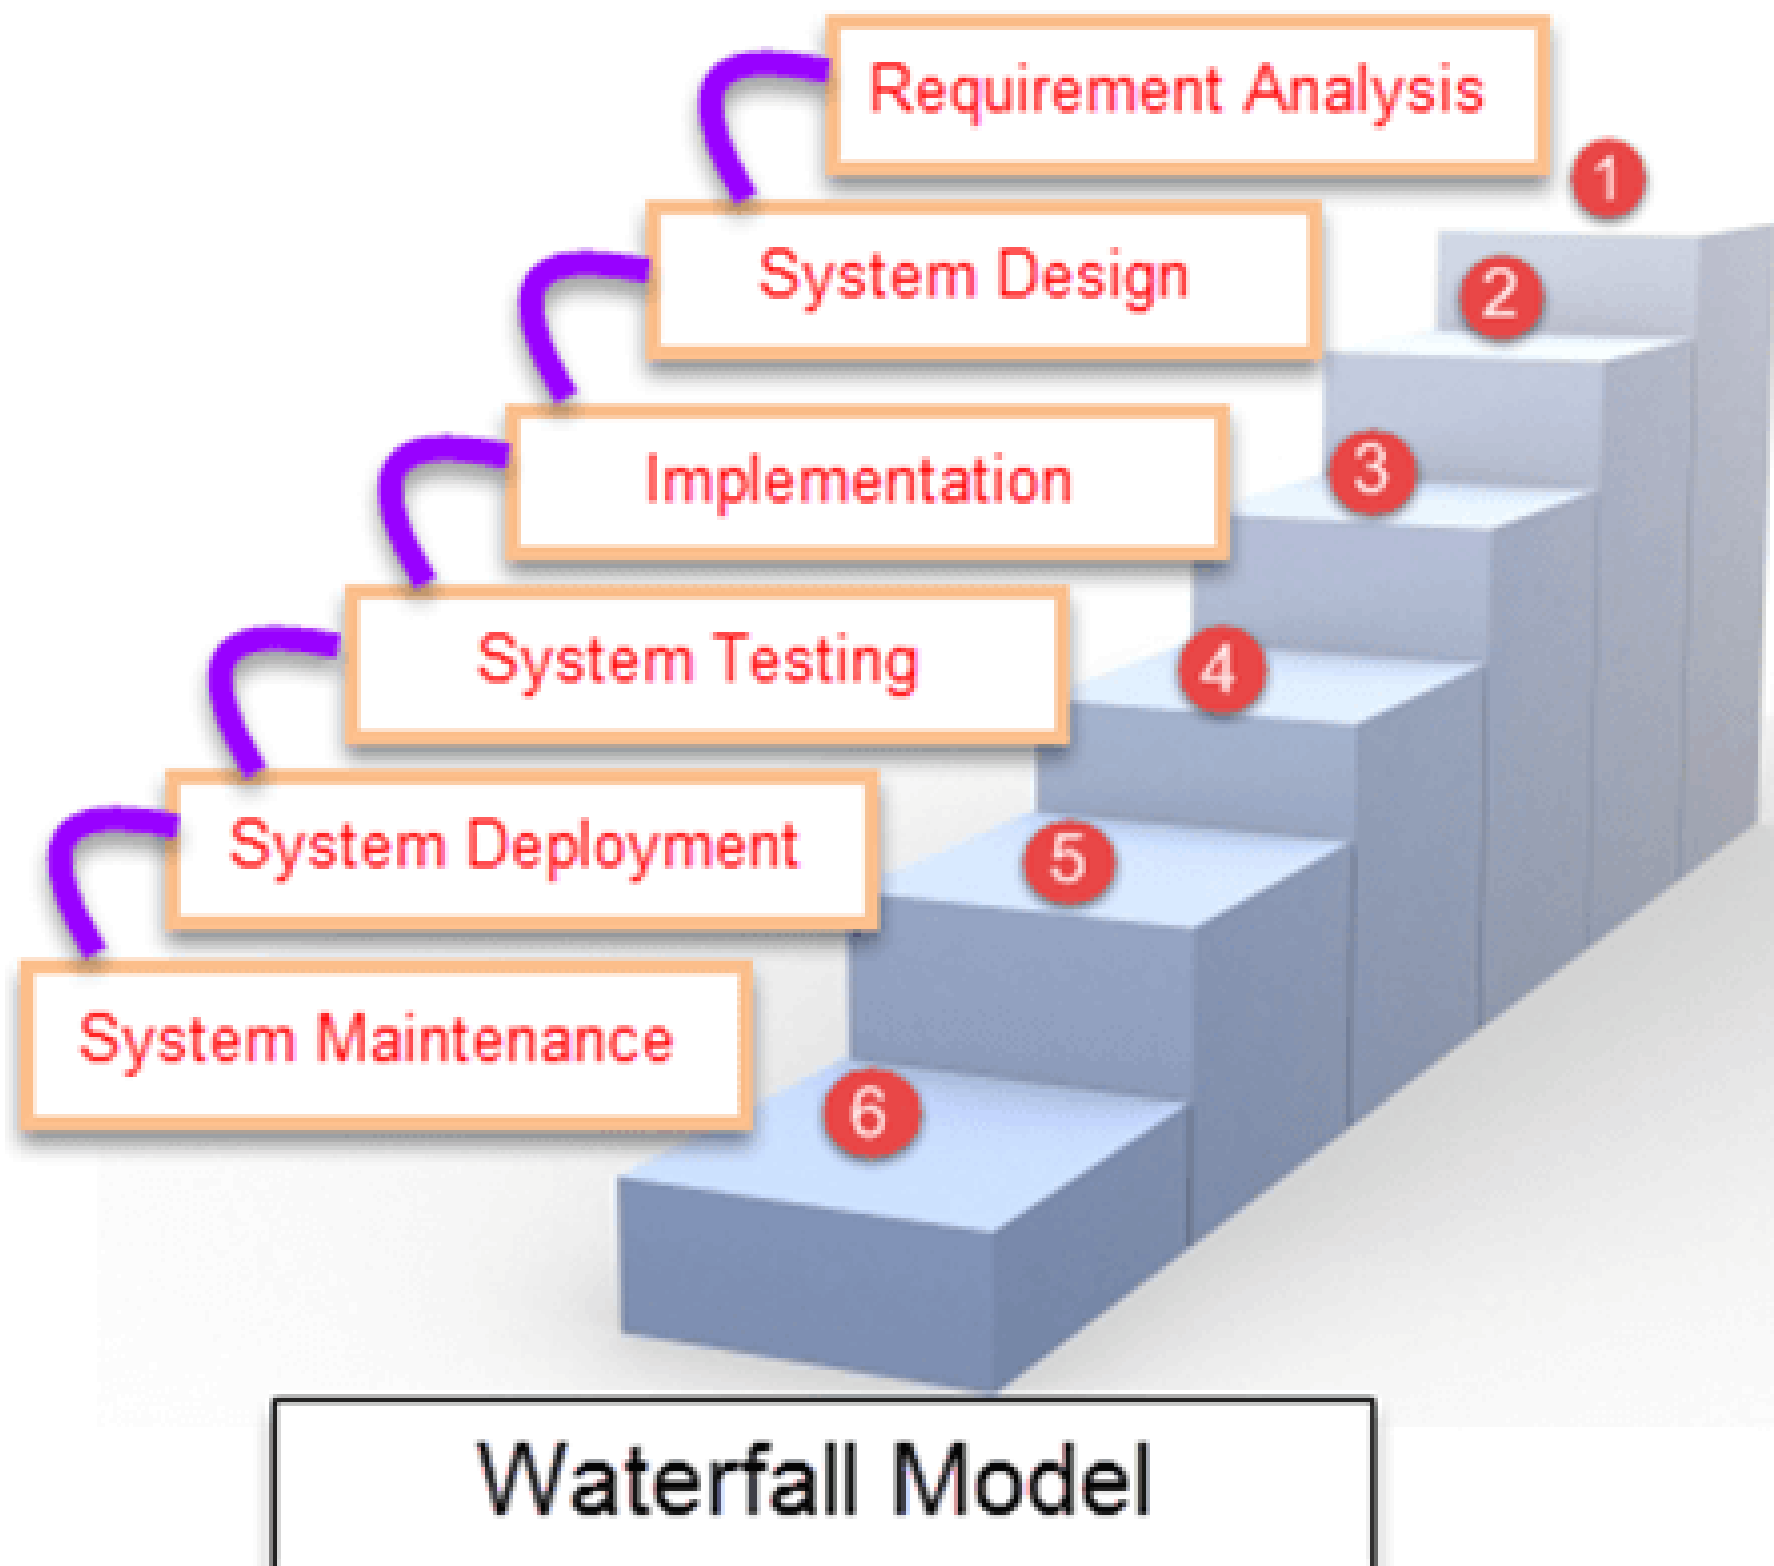 Requirement Analysis
1
System Design
2
Implementation
3
System Testing
4
System Deployment
5
System Maintenance
6
Waterfall Model